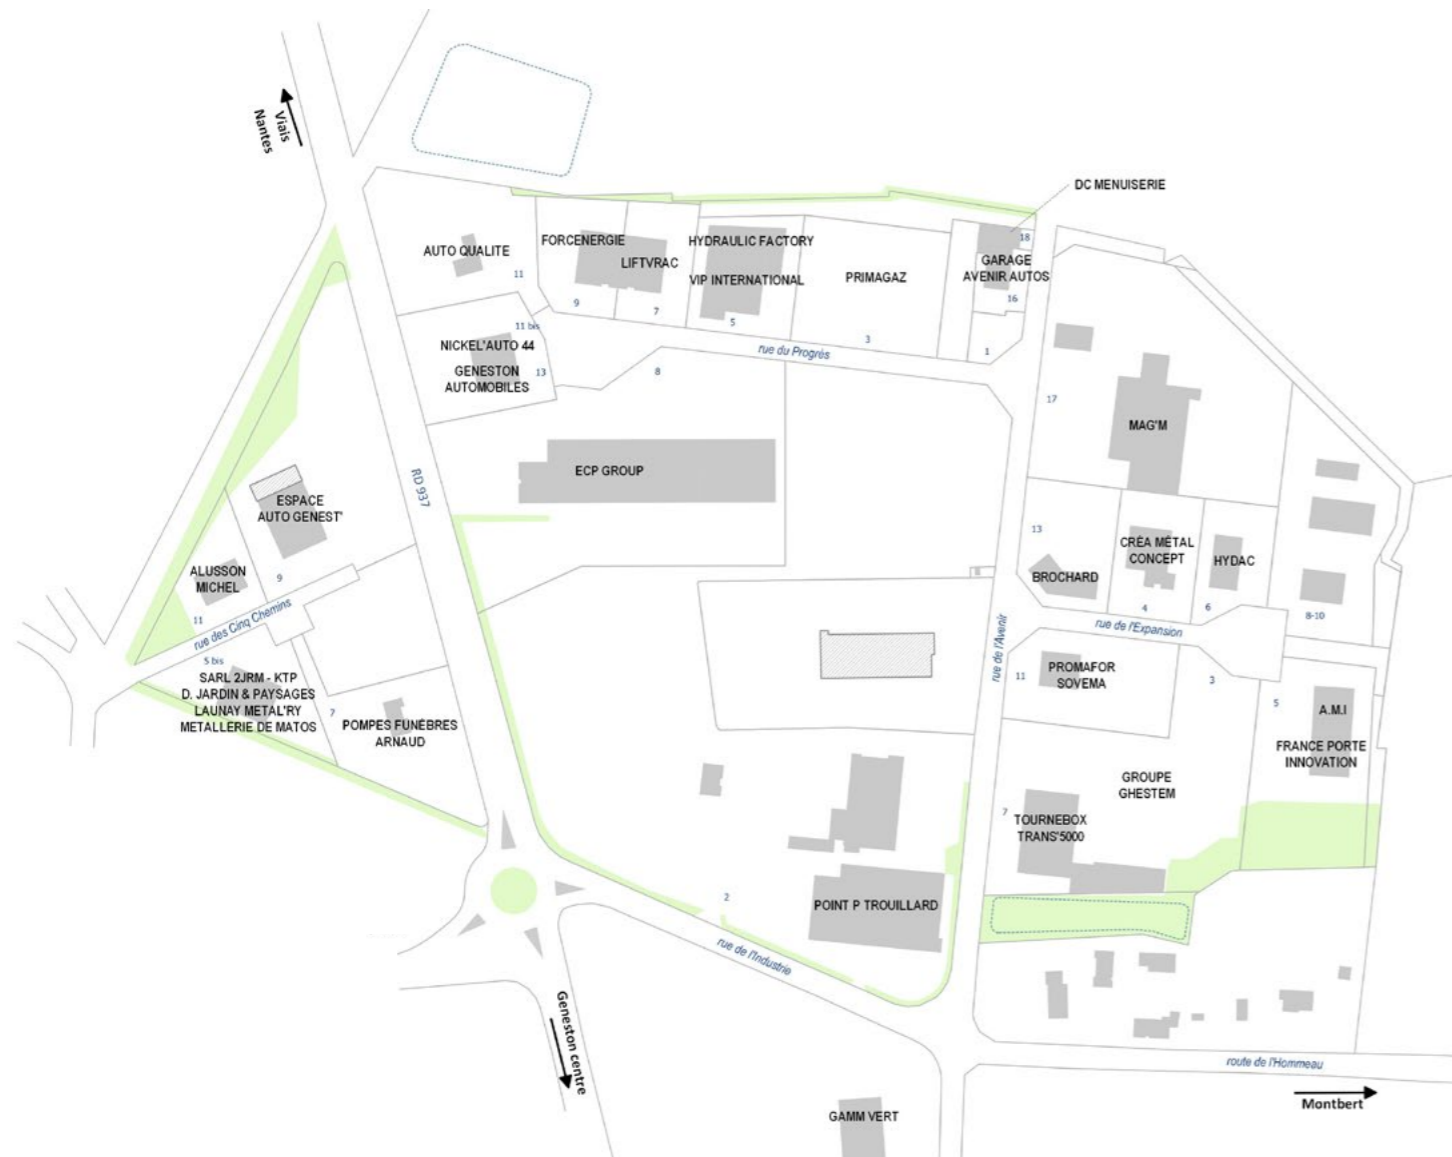 Viais
Nantes
DC MENUISERIE
AUTO QUALITE
11
FORCENERGIE
9
LIFTVRAC
7
HYDRAULIC FACTORY
VIP INTERNATIONAL
5
PRIMAGAZ
3
18
GARAGE
AVENIR AUTOS
16
1
11 bis
NICKEL'AUTO 44
GENESTON
AUTOMOBILES
13
rue du Progrès
8
17
MAG'M
ECP GROUP
RD 937
ESPACE
AUTO GENEST'
9
ALUSSON
MICHEL
11
rue des Cinq Chemins
5 bis
SARL 2JRM - KTP
D. JARDIN & PAYSAGES
LAUNAY METAL'RY
METALLERIE DE MATOS
7
POMPES FUNÈBRES
ARNAUD
13
BROCHARD
CRÉA MÉTAL
CONCEPT
4
HYDAC
6
8-10
rue de l'Expansion
rue de l'Avenir
11
PROMAFOR
SOVEMA
3
5
A.M.I
FRANCE PORTE
INNOVATION
GROUPE
GHESTEM
7
TOURNEBOX
TRANS'5000
2
POINT P TROUILLARD
rue de l'Industrie
Geneston centre
route de l'Hommeau
Montbert
GAMM VERT